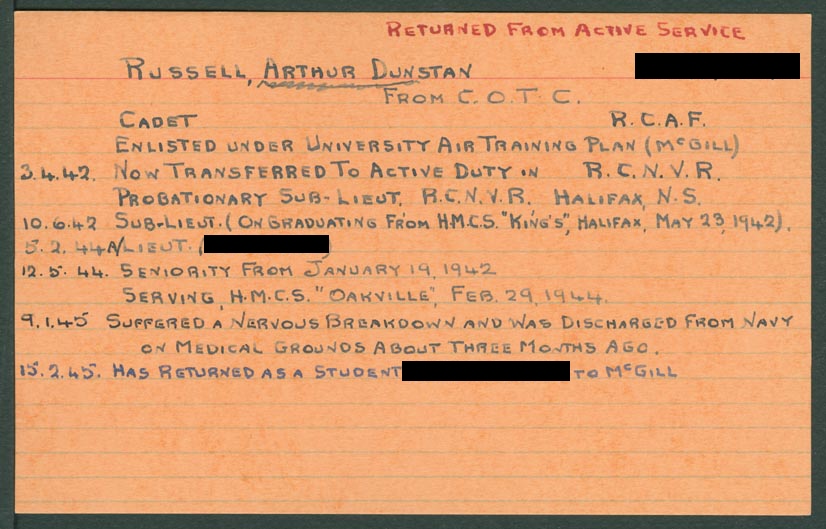 RETURNED FROM ACTIVE SERVICE
RUSSELL, ARTHUR DUNSTAN
FROM C.O.T.C.
CADET R.C.A.F.
ENLISTED UNDER UNIVERSITY AIR TRAINING PLAN (MCGILL)
3.4.42. NOW TRANSFERRED TO ACTIVE DUTY IN R.C.N.V.R.
PROBATIONARY SUB-LIEUT, R.C.N.V.R. HALIFAX, N.S.
10.6.42 SUB-LIEUT. (ON GRADUATING FROM H.M.C.S. "KING'S", HALIFAX, MAY 23, 1942).
5.2.44 A/LIEUT. ( )
12.5.44. SENIORITY FROM JANUARY 19, 1942
SERVING, H.M.C.S. "OAKVILLE", FEB. 29, 1944.
9.1.45 SUFFERED A NERVOUS BREAKDOWN AND WAS DISCHARGED FROM NAVY
ON MEDICAL GROUNDS ABOUT THREE MONTHS AGO.
15.2.45. HAS RETURNED AS A STUDENT TO MCGILL